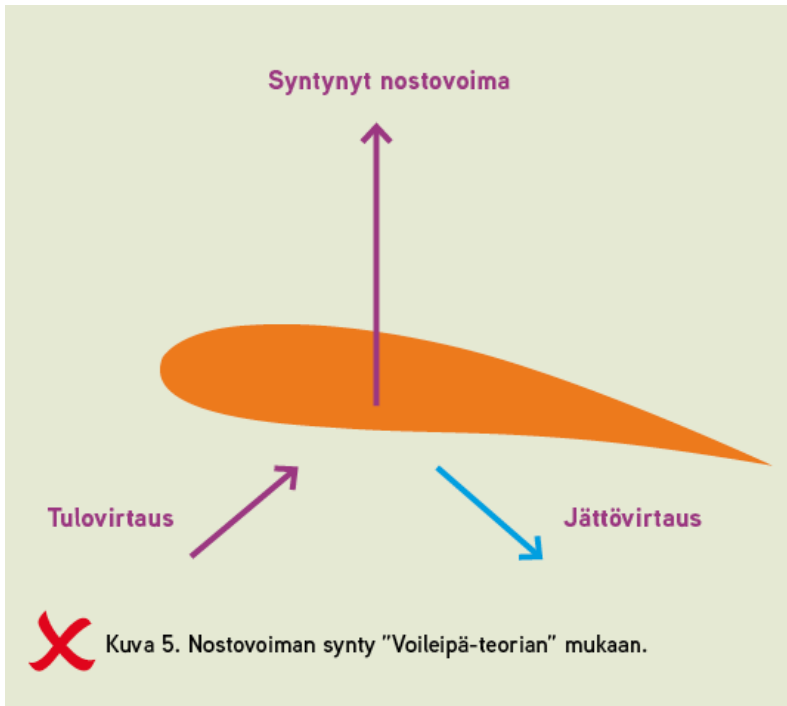 Syntynyt nostovoima
Tulovirtaus
Jättövirtaus
Kuva 5. Nostovoiman synty ”Voileipä-teorian” mukaan.